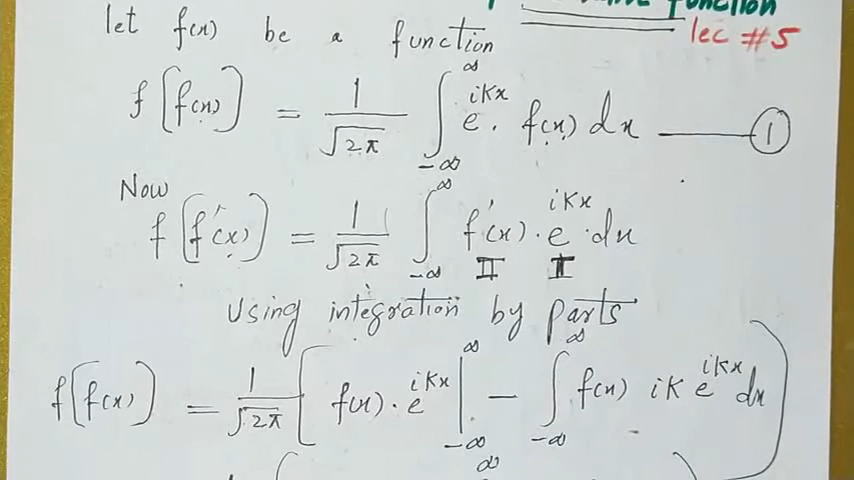 function
lec #5
let f(x) be a function
f[f(x)] = 1/√2π ∫_{-∞}^{∞} e^{ikx} . f(x) dx ——— ①
Now
f[f'(x)] = 1/√2π ∫_{-∞}^{∞} f'(x) . e^{ikx} . dx
II I
Using integration by parts
f[f(x)] = 1/√2π [ f(x) . e^{ikx} |_{-∞}^{∞} - ∫_{-∞}^{∞} f(x) ik e^{ikx} dx ]
∞